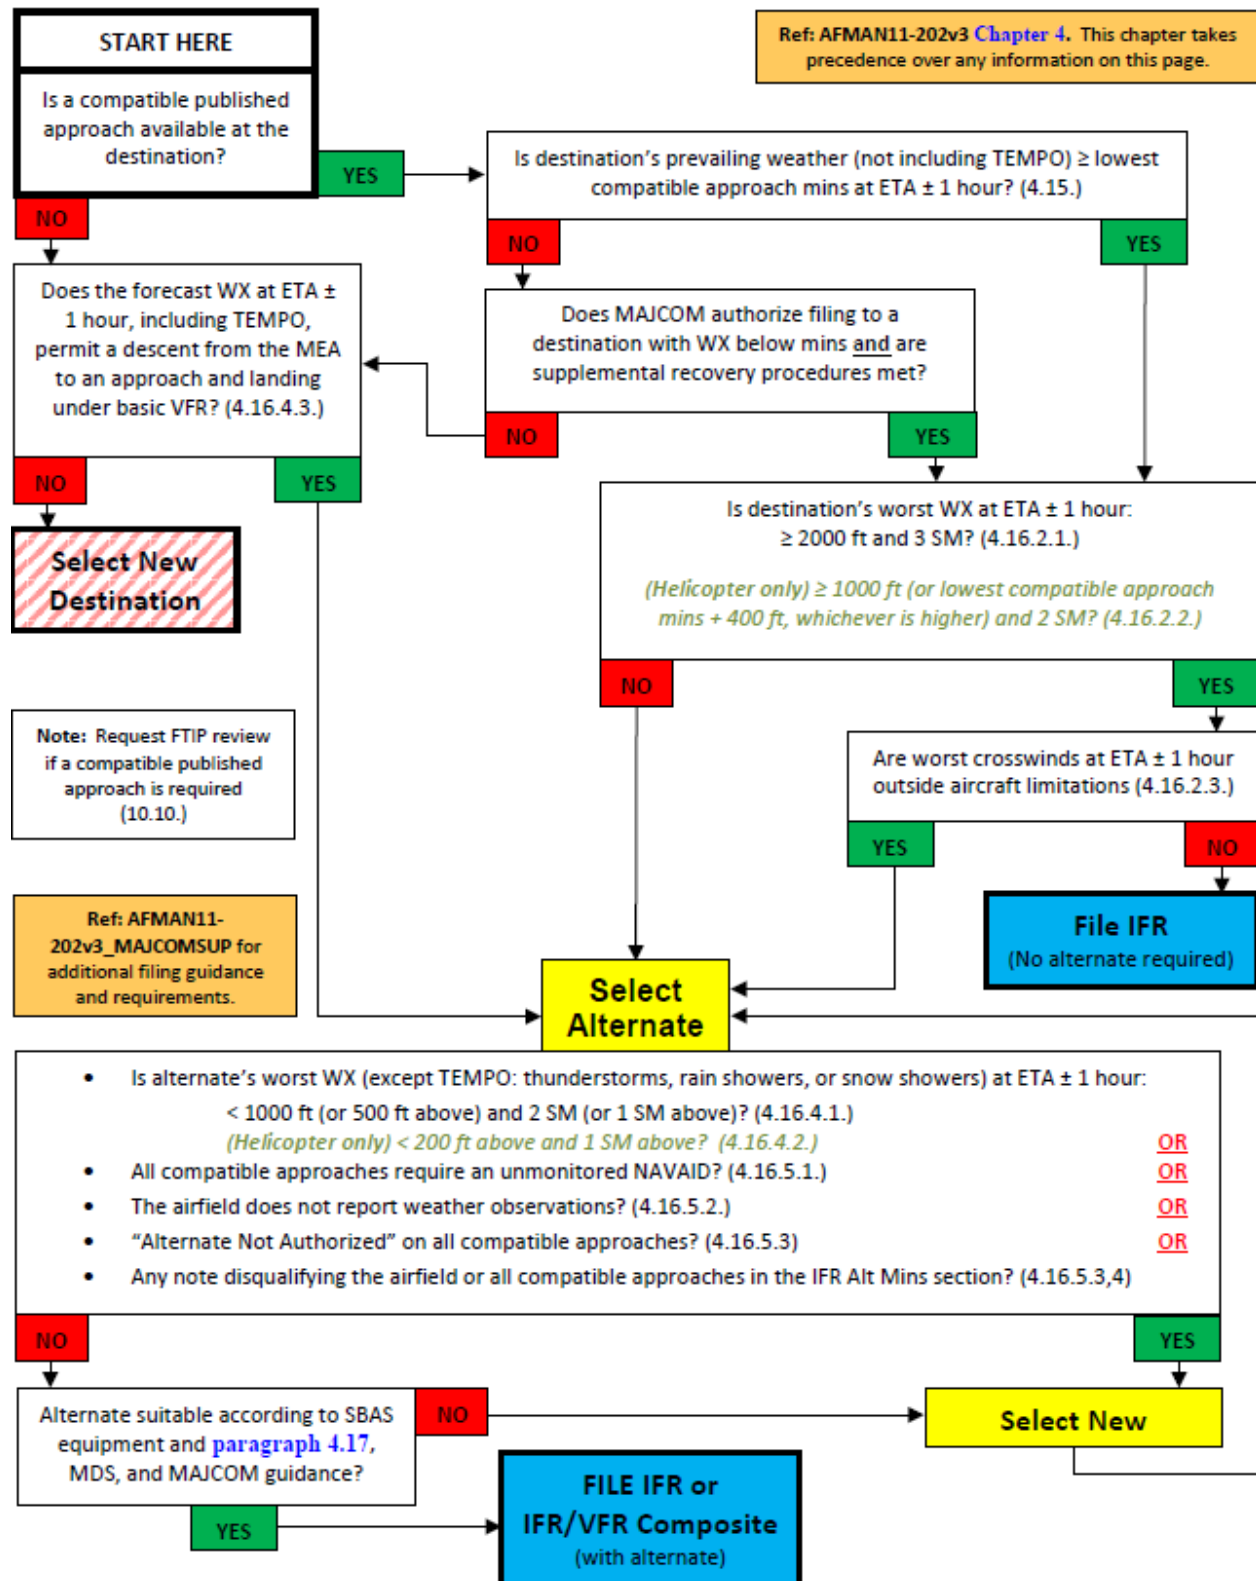 START HERE
Is a compatible published
approach available at the
destination?
YES
NO
Ref: AFMAN11-202v3 Chapter 4. This chapter takes
precedence over any information on this page.
Is destination's prevailing weather (not including TEMPO) ≥ lowest
compatible approach mins at ETA ± 1 hour? (4.15.)
NO
YES
Does the forecast WX at ETA ±
1 hour, including TEMPO,
permit a descent from the MEA
to an approach and landing
under basic VFR? (4.16.4.3.)
NO
YES
Does MAJCOM authorize filing to a
destination with WX below mins and are
supplemental recovery procedures met?
NO
YES
Select New
Destination
Is destination's worst WX at ETA ± 1 hour:
≥ 2000 ft and 3 SM? (4.16.2.1.)
(Helicopter only) ≥ 1000 ft (or lowest compatible approach
mins + 400 ft, whichever is higher) and 2 SM? (4.16.2.2.)
NO
YES
Note: Request FTIP review
if a compatible published
approach is required
(10.10.)
Are worst crosswinds at ETA ± 1 hour
outside aircraft limitations (4.16.2.3.)
YES
NO
Ref: AFMAN11-
202v3_MAJCOMSUP for
additional filing guidance
and requirements.
File IFR
(No alternate required)
Select
Alternate
• Is alternate's worst WX (except TEMPO: thunderstorms, rain showers, or snow showers) at ETA ± 1 hour:
< 1000 ft (or 500 ft above) and 2 SM (or 1 SM above)? (4.16.4.1.)
(Helicopter only) < 200 ft above and 1 SM above? (4.16.4.2.) OR
• All compatible approaches require an unmonitored NAVAID? (4.16.5.1.) OR
• The airfield does not report weather observations? (4.16.5.2.) OR
• "Alternate Not Authorized" on all compatible approaches? (4.16.5.3) OR
• Any note disqualifying the airfield or all compatible approaches in the IFR Alt Mins section? (4.16.5.3,4)
NO
YES
Alternate suitable according to SBAS
equipment and paragraph 4.17,
MDS, and MAJCOM guidance?
NO
YES
Select New
FILE IFR or
IFR/VFR Composite
(with alternate)